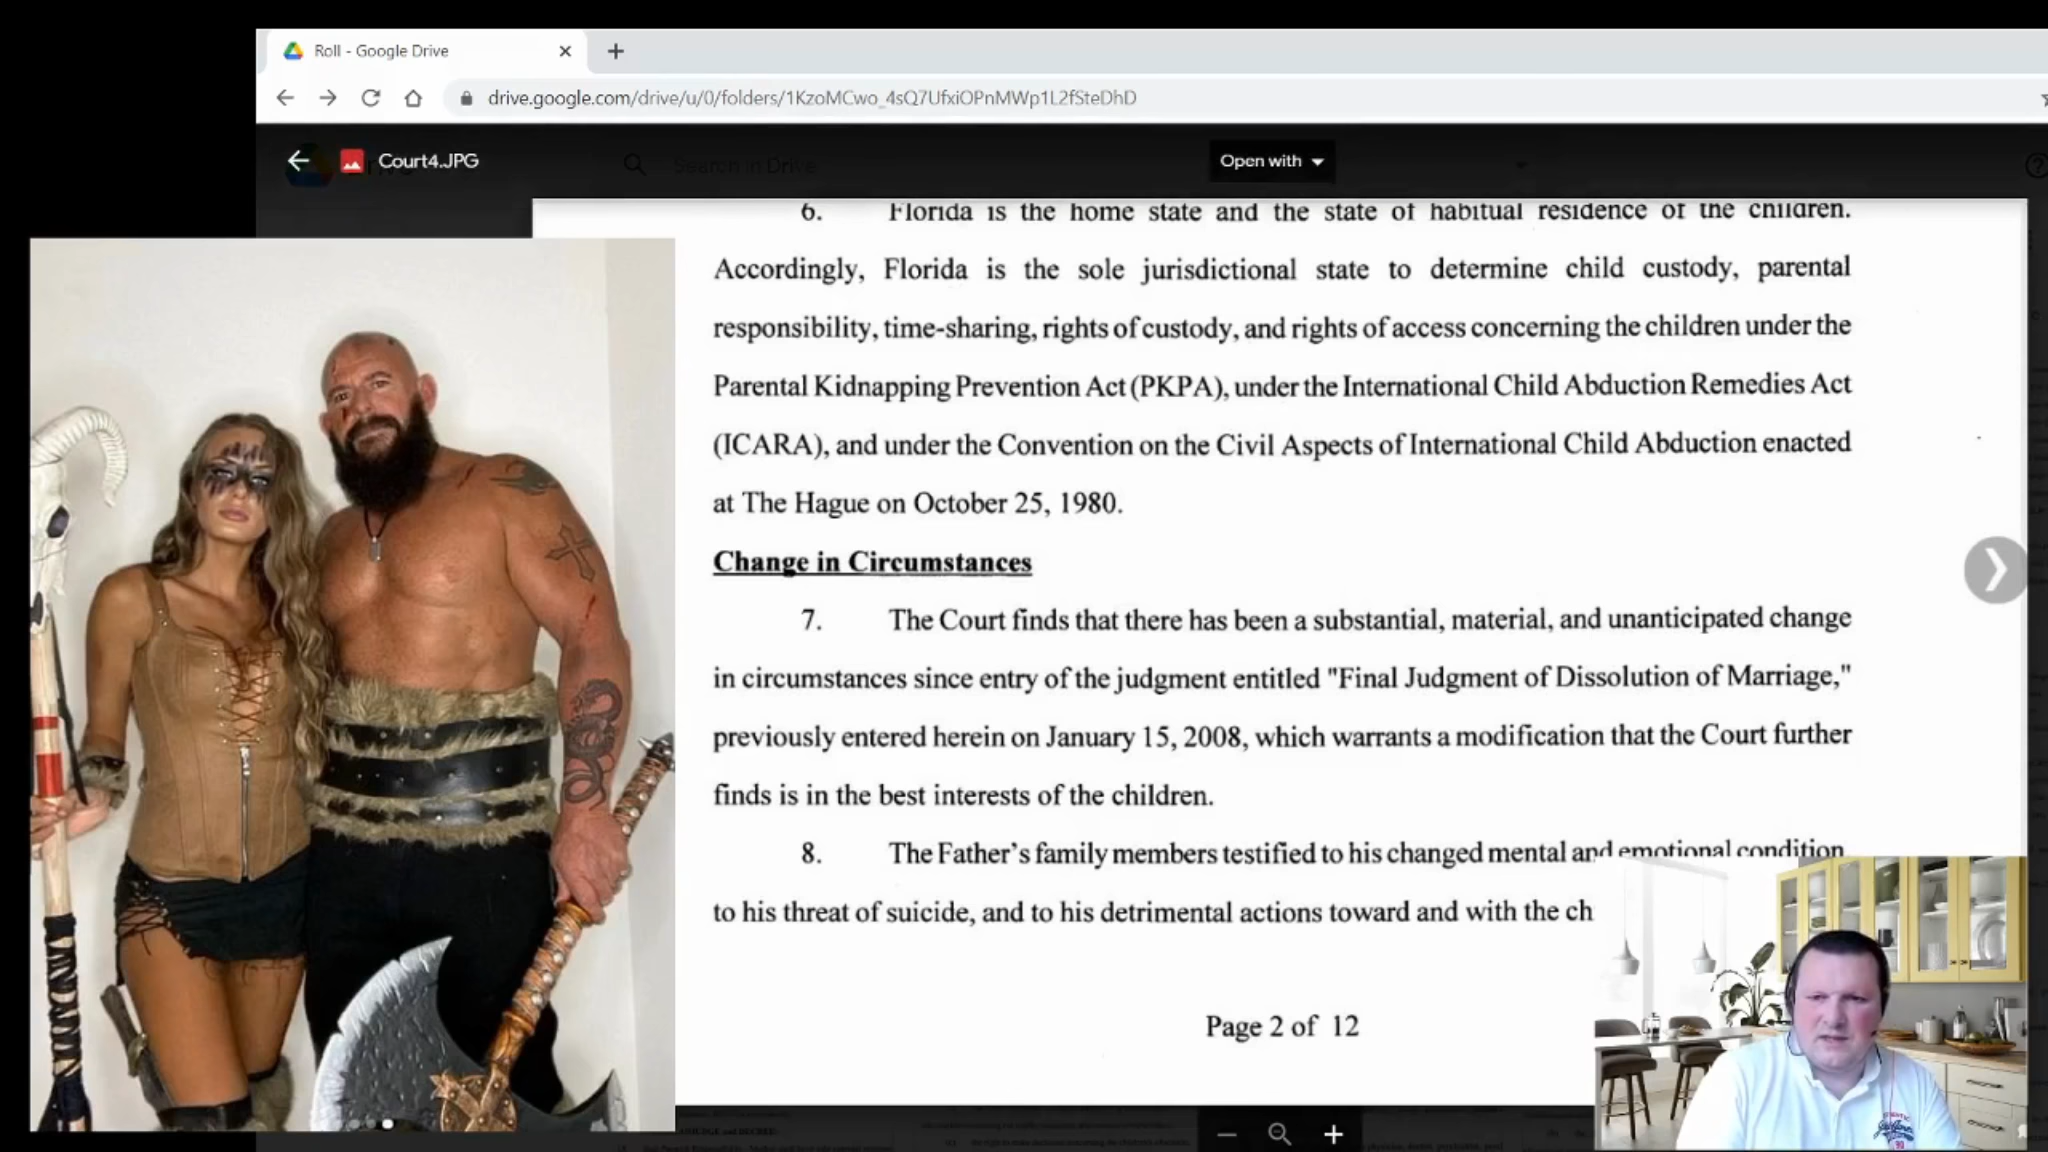 Roll - Google Drive
drive.google.com/drive/u/0/folders/1KzoMCwo_4sQ7UfxiOPnMWp1L2fSteDhD
Court4.JPG
Search in Drive
Open with
6. Florida is the home state and the state of habitual residence of the children.
Accordingly, Florida is the sole jurisdictional state to determine child custody, parental
responsibility, time-sharing, rights of custody, and rights of access concerning the children under the
Parental Kidnapping Prevention Act (PKPA), under the International Child Abduction Remedies Act
(ICARA), and under the Convention on the Civil Aspects of International Child Abduction enacted
at The Hague on October 25, 1980.
Change in Circumstances
7. The Court finds that there has been a substantial, material, and unanticipated change
in circumstances since entry of the judgment entitled "Final Judgment of Dissolution of Marriage,"
previously entered herein on January 15, 2008, which warrants a modification that the Court further
finds is in the best interests of the children.
8. The Father's family members testified to his changed mental and emotional condition
to his threat of suicide, and to his detrimental actions toward and with the ch
Page 2 of 12